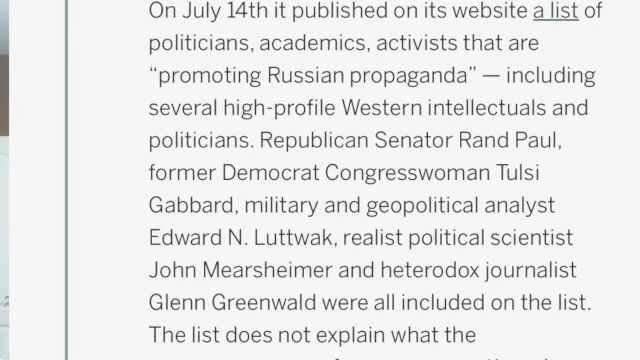 On July 14th it published on its website a list of
politicians, academics, activists that are
“promoting Russian propaganda” — including
several high-profile Western intellectuals and
politicians. Republican Senator Rand Paul,
former Democrat Congresswoman Tulsi
Gabbard, military and geopolitical analyst
Edward N. Luttwak, realist political scientist
John Mearsheimer and heterodox journalist
Glenn Greenwald were all included on the list.
The list does not explain what the